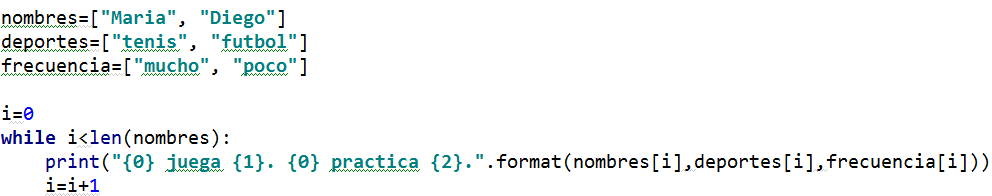 nombres=["Maria", "Diego"]
deportes=["tenis", "futbol"]
frecuencia=["mucho", "poco"]

i=0
while i<len(nombres):
    print("{0} juega {1}. {0} practica {2}.".format(nombres[i],deportes[i],frecuencia[i]))
    i=i+1